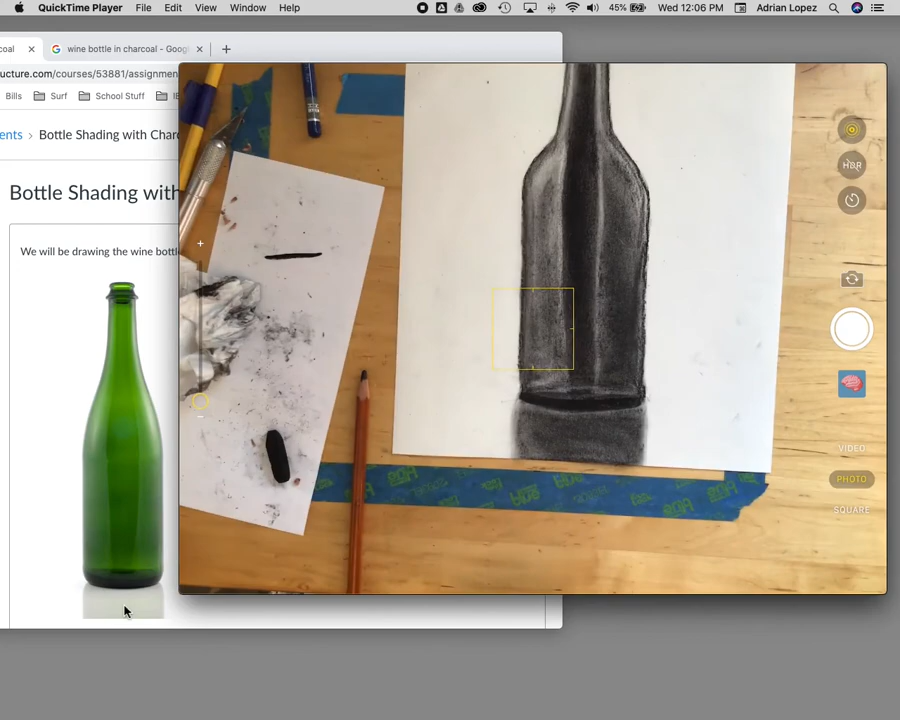 QuickTime Player File Edit View Window Help 45% Wed 12:06 PM Adrian Lopez
coal wine bottle in charcoal - Goog
ucture.com/courses/53881/assignmen
Bills Surf School Stuff
ents › Bottle Shading with Charc
HDR
Bottle Shading with
We will be drawing the wine bottle
VIDEO
PHOTO
SQUARE